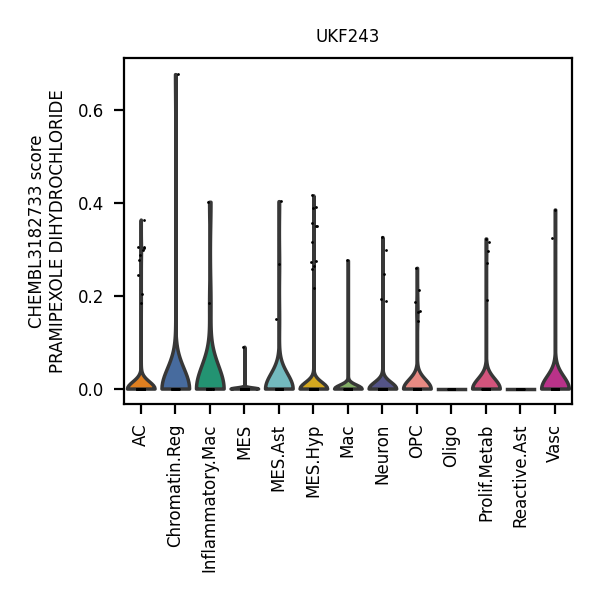 UKF243
CHEMBL3182733 score
PRAMIPEXOLE DIHYDROCHLORIDE
0.6
0.4
0.2
0.0
AC
Chromatin.Reg
Inflammatory.Mac
MES
MES.Ast
MES.Hyp
Mac
Neuron
OPC
Oligo
Prolif.Metab
Reactive.Ast
Vasc